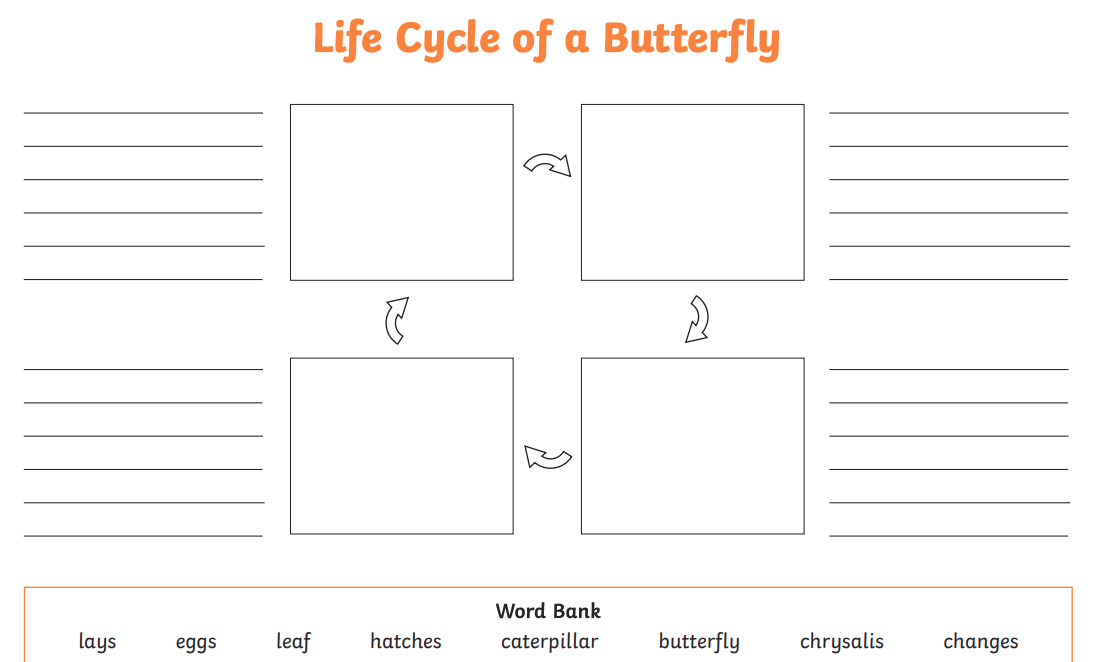 Life Cycle of a Butterfly
Word Bank
lays eggs leaf hatches caterpillar butterfly chrysalis changes